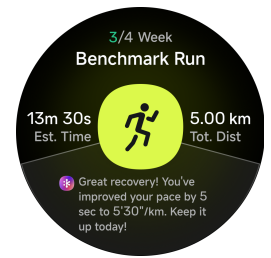 3/4 Week
Benchmark Run
13m 30s
Est. Time
5.00 km
Tot. Dist
Great recovery! You've
improved your pace by 5
sec to 5'30"/km. Keep it
up today!